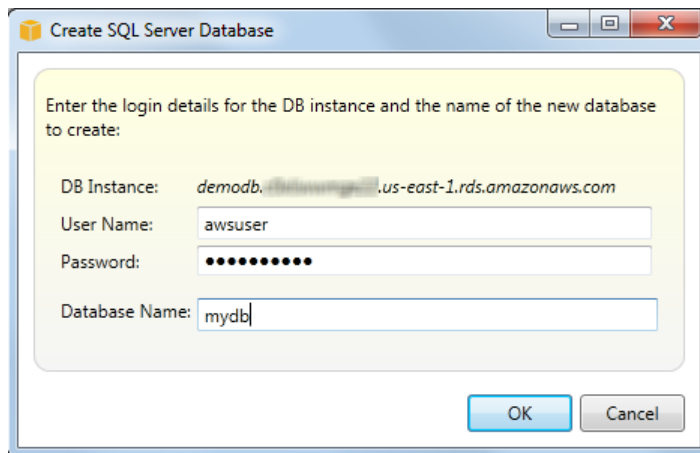 Create SQL Server Database
Enter the login details for the DB instance and the name of the new database
to create:
DB Instance: demodb. .us-east-1.rds.amazonaws.com
User Name: awsuser
Password: ●●●●●●●●●●
Database Name: mydb
OK Cancel